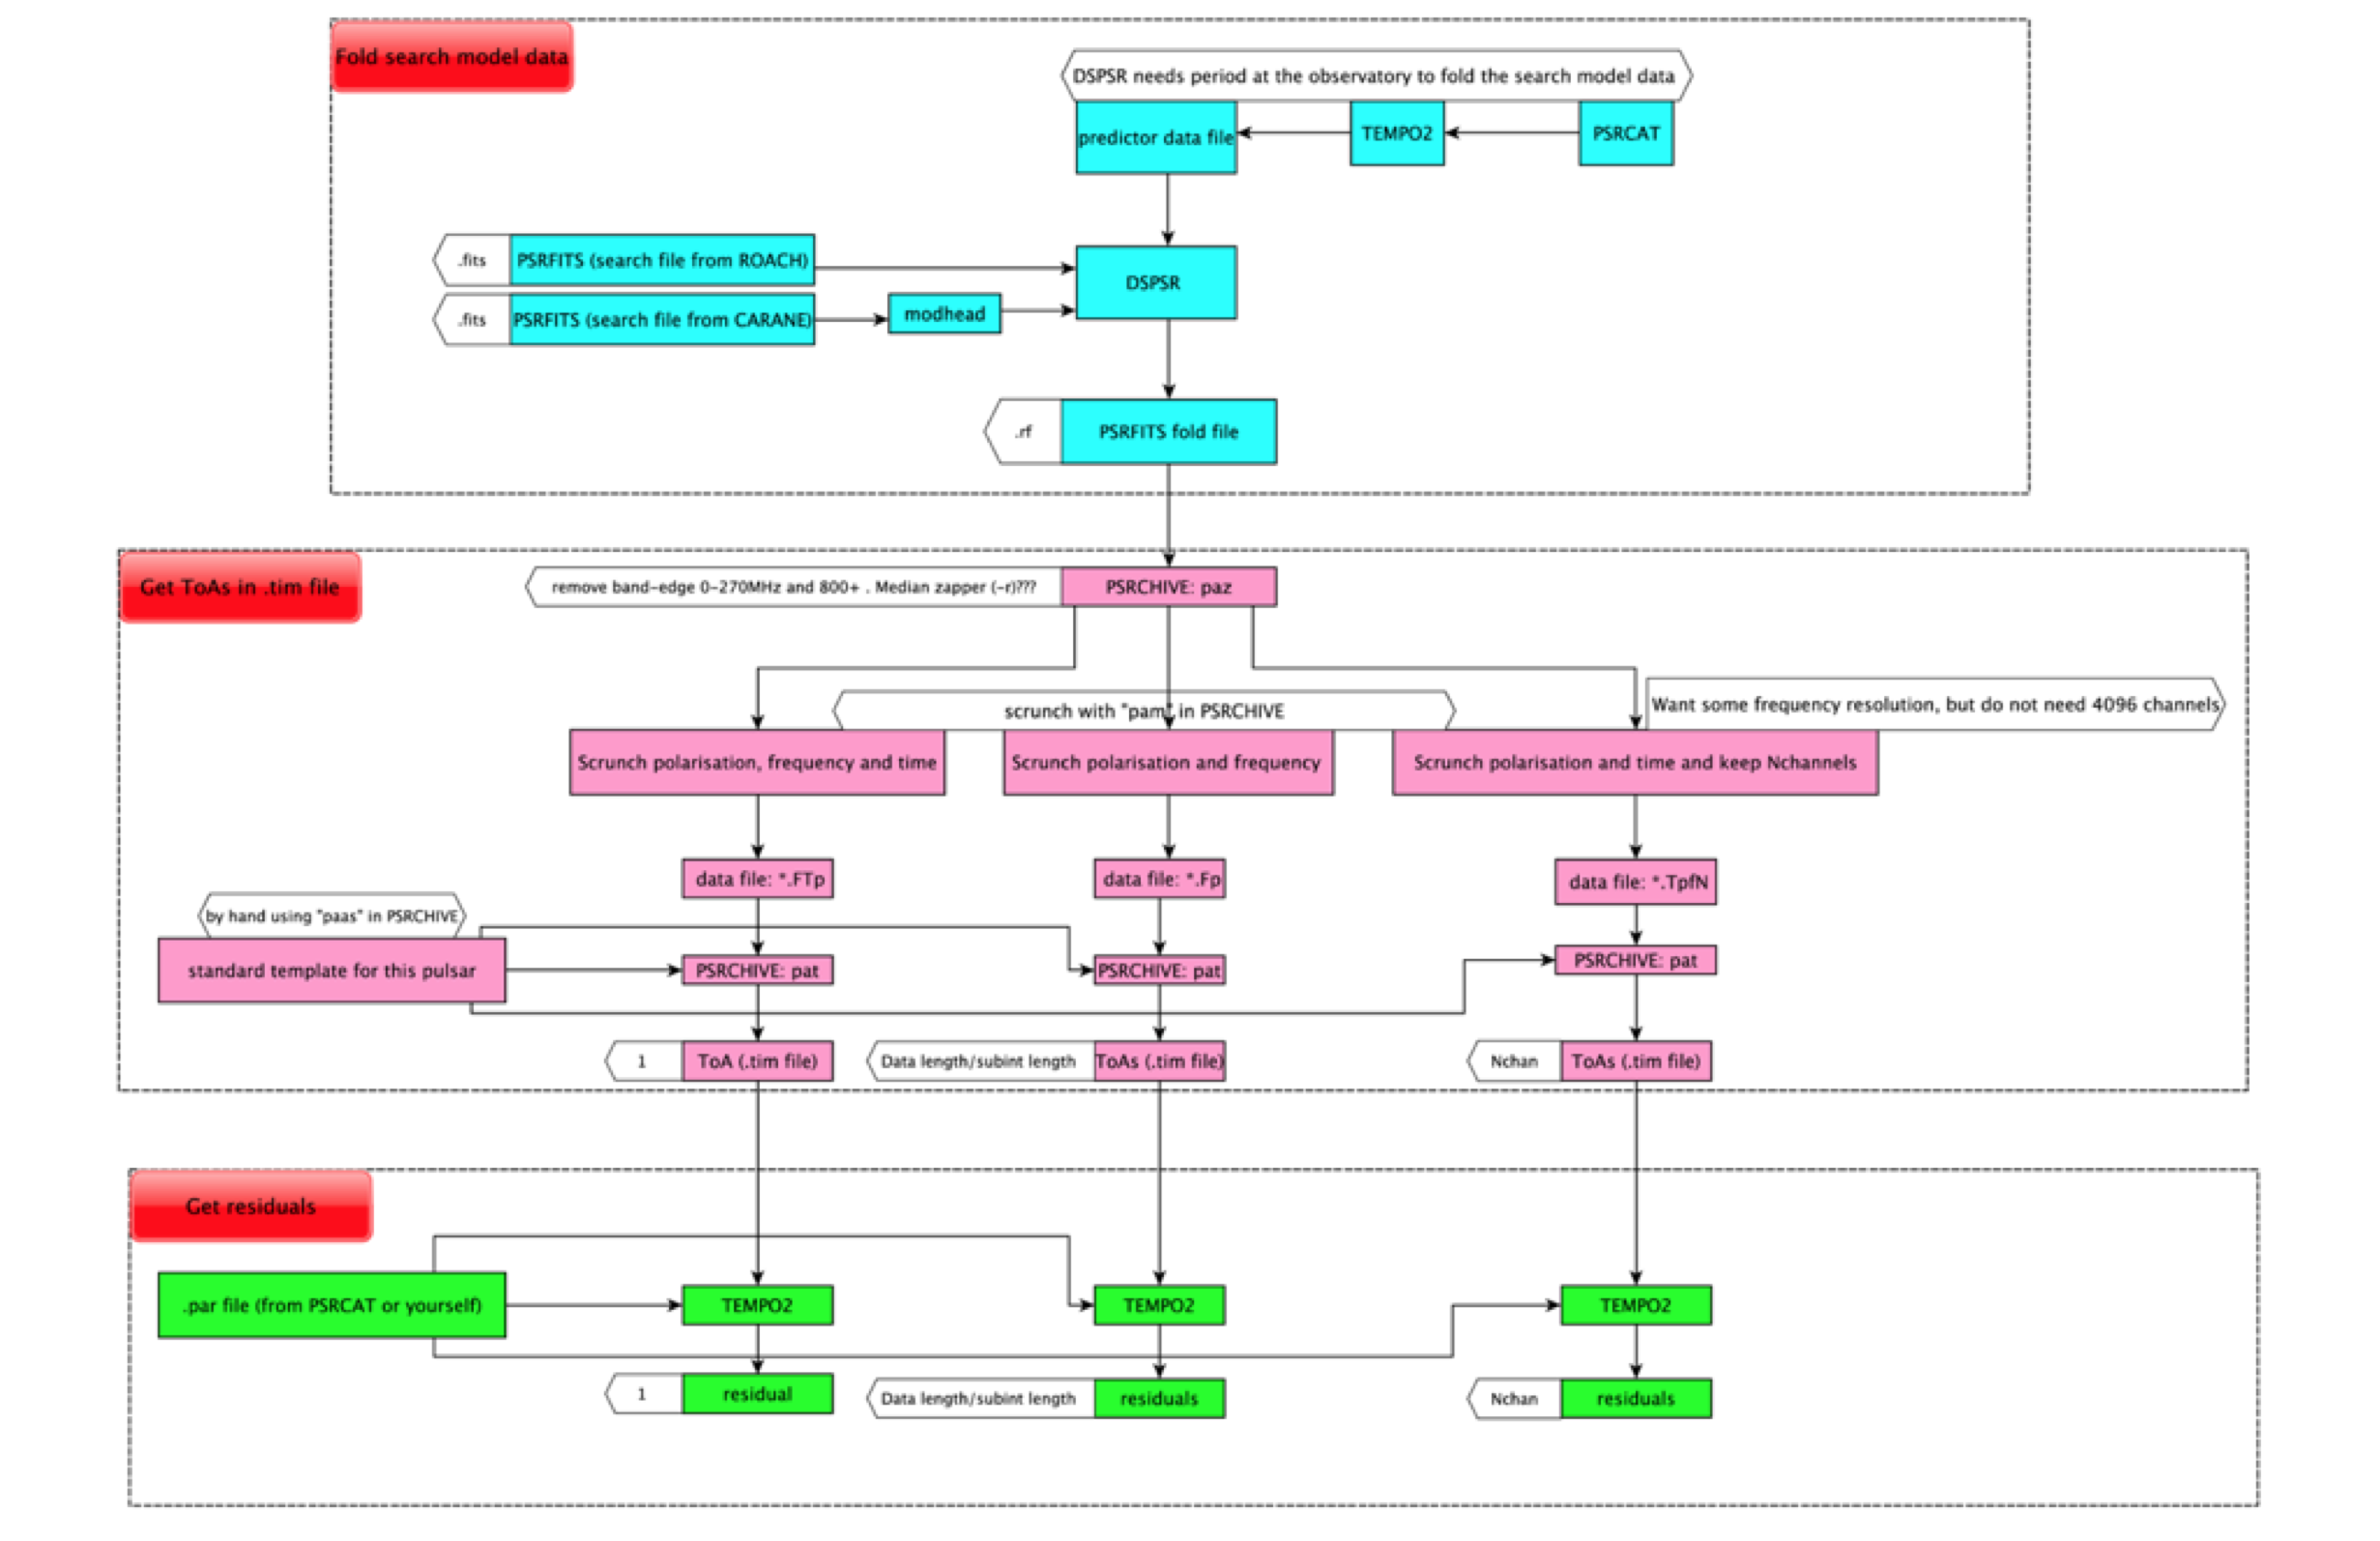 Fold search model data
DSPSR needs period at the observatory to fold the search model data
predictor data file
TEMPO2
PSRCAT
.fits
PSRFITS (search file from ROACH)
DSPSR
.fits
PSRFITS (search file from CARANE)
modhead
.rf
PSRFITS fold file
Get ToAs in .tim file
remove band-edge 0-270MHz and 800+ . Median zapper (-r)???
PSRCHIVE: paz
scrunch with "pam" in PSRCHIVE
Want some frequency resolution, but do not need 4096 channels
Scrunch polarisation, frequency and time
Scrunch polarisation and frequency
Scrunch polarisation and time and keep Nchannels
data file: *.FTp
data file: *.Fp
data file: *.TpfN
by hand using "paas" in PSRCHIVE
standard template for this pulsar
PSRCHIVE: pat
PSRCHIVE: pat
PSRCHIVE: pat
1
ToA (.tim file)
Data length/subint length
ToAs (.tim file)
Nchan
ToAs (.tim file)
Get residuals
.par file (from PSRCAT or yourself)
TEMPO2
TEMPO2
TEMPO2
1
residual
Data length/subint length
residuals
Nchan
residuals